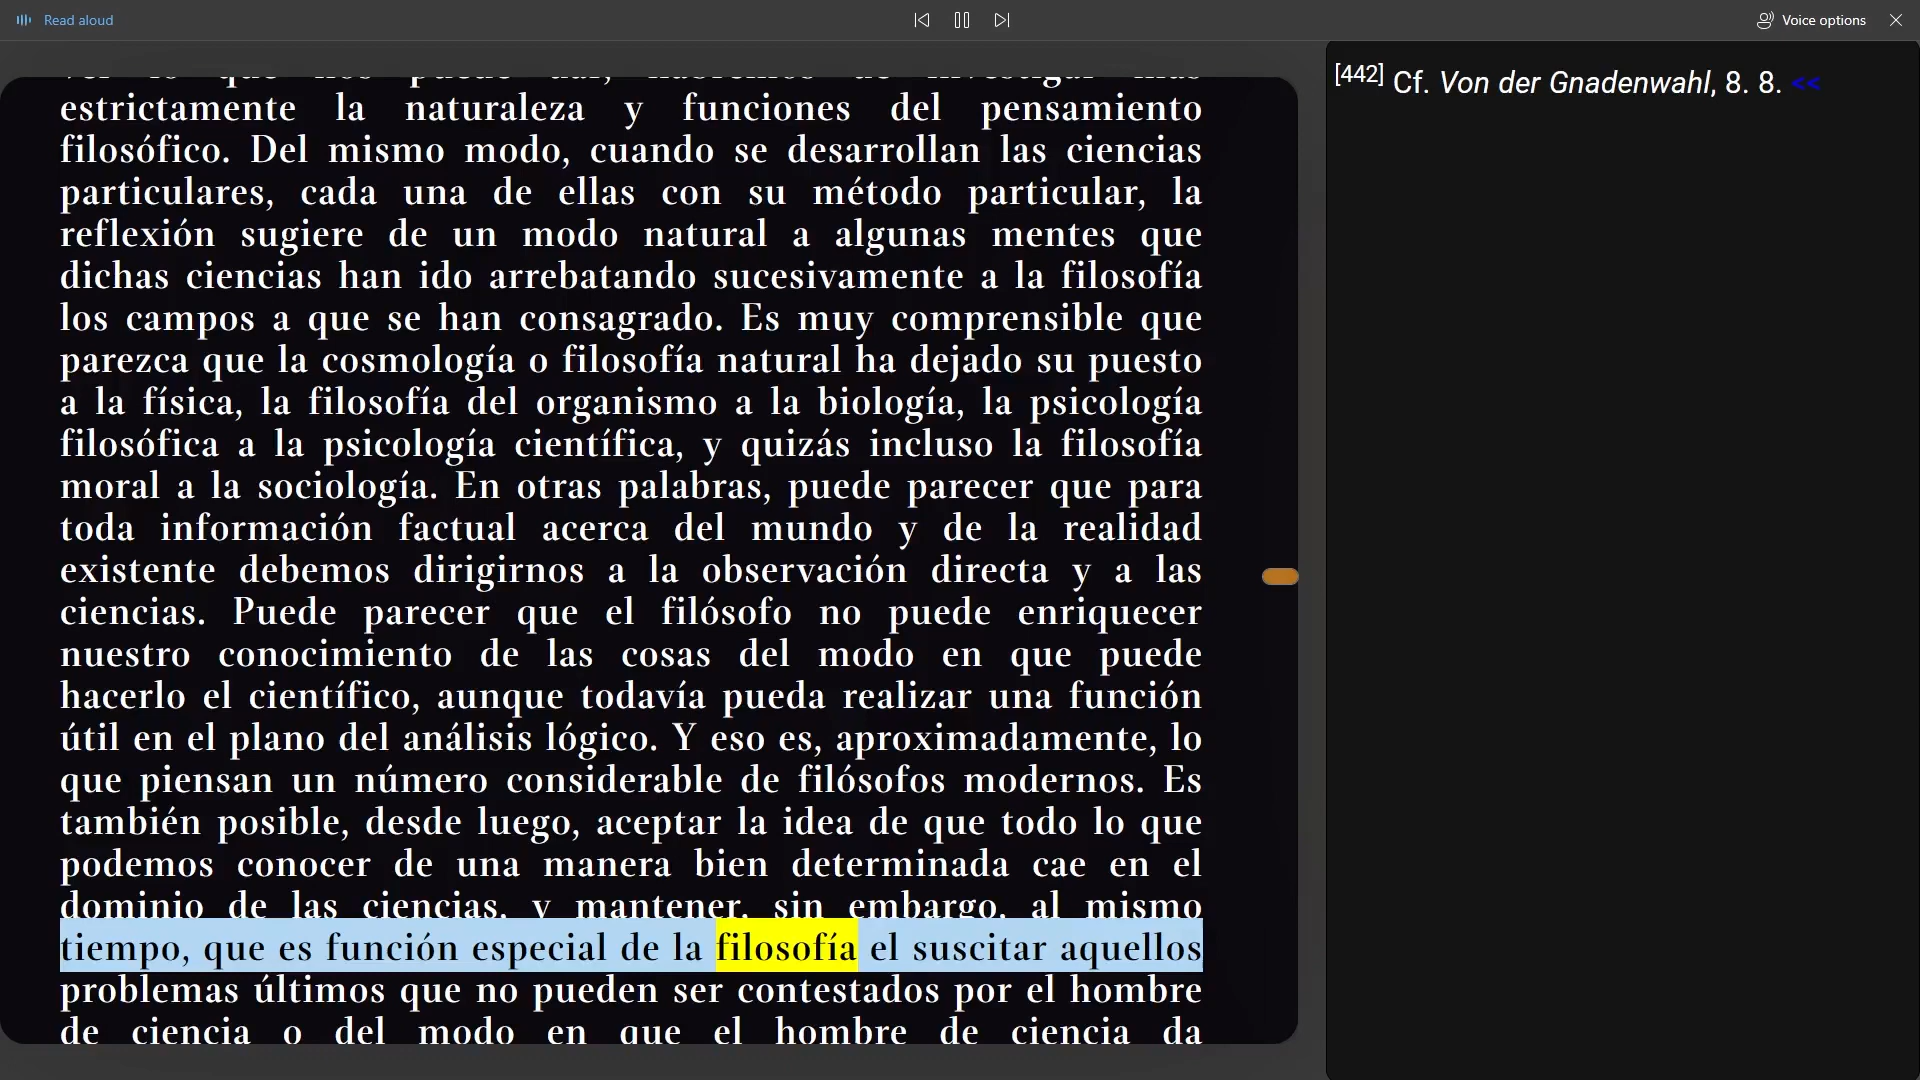 Read aloud
Voice options
ver lo que nos puede dar, habremos de investigar más
estrictamente la naturaleza y funciones del pensamiento
filosófico. Del mismo modo, cuando se desarrollan las ciencias
particulares, cada una de ellas con su método particular, la
reflexión sugiere de un modo natural a algunas mentes que
dichas ciencias han ido arrebatando sucesivamente a la filosofía
los campos a que se han consagrado. Es muy comprensible que
parezca que la cosmología o filosofía natural ha dejado su puesto
a la física, la filosofía del organismo a la biología, la psicología
filosófica a la psicología científica, y quizás incluso la filosofía
moral a la sociología. En otras palabras, puede parecer que para
toda información factual acerca del mundo y de la realidad
existente debemos dirigirnos a la observación directa y a las
ciencias. Puede parecer que el filósofo no puede enriquecer
nuestro conocimiento de las cosas del modo en que puede
hacerlo el científico, aunque todavía pueda realizar una función
útil en el plano del análisis lógico. Y eso es, aproximadamente, lo
que piensan un número considerable de filósofos modernos. Es
también posible, desde luego, aceptar la idea de que todo lo que
podemos conocer de una manera bien determinada cae en el
dominio de las ciencias, y mantener, sin embargo, al mismo
tiempo, que es función especial de la filosofía el suscitar aquellos
problemas últimos que no pueden ser contestados por el hombre
de ciencia o del modo en que el hombre de ciencia da
[442] Cf. Von der Gnadenwahl, 8. 8. <<